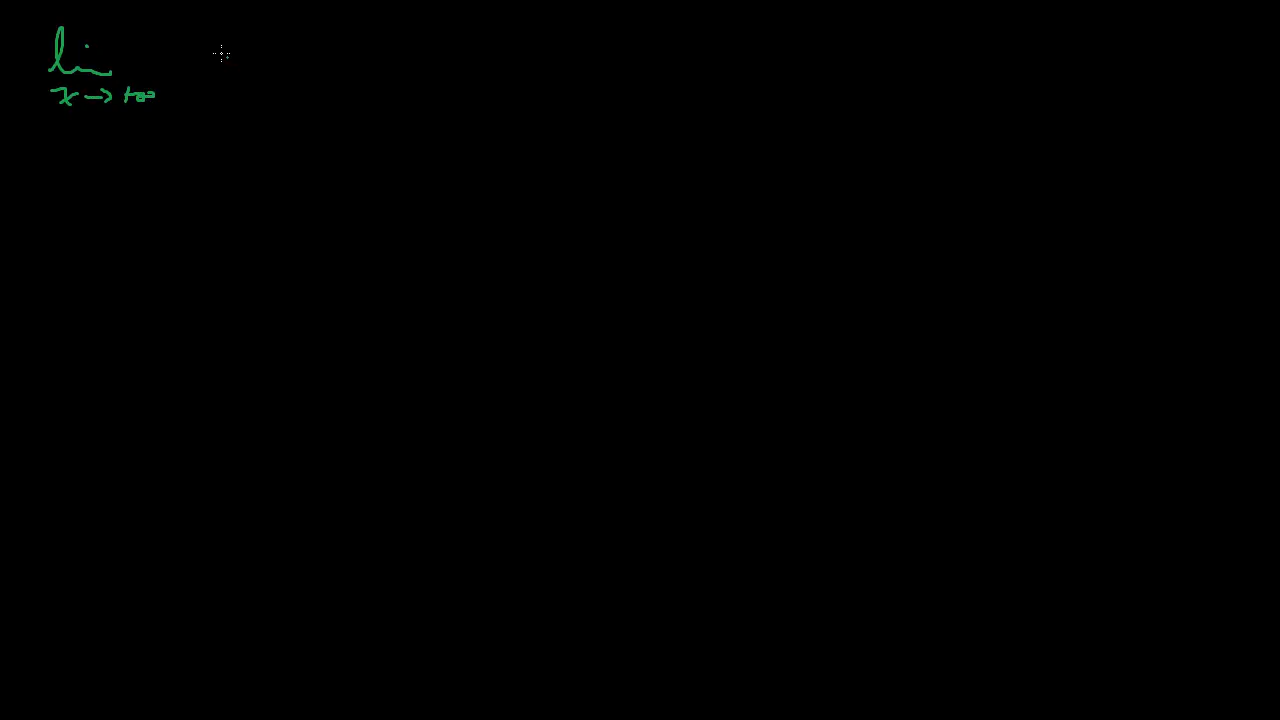 lim
x → +∞